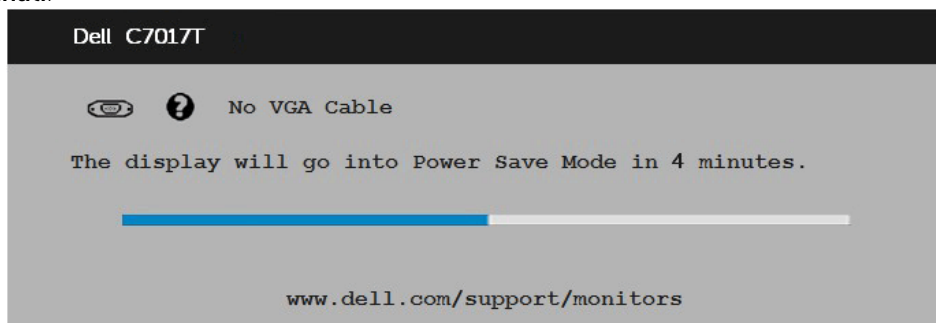 Dell C7017T
No VGA Cable
The display will go into Power Save Mode in 4 minutes.
www.dell.com/support/monitors